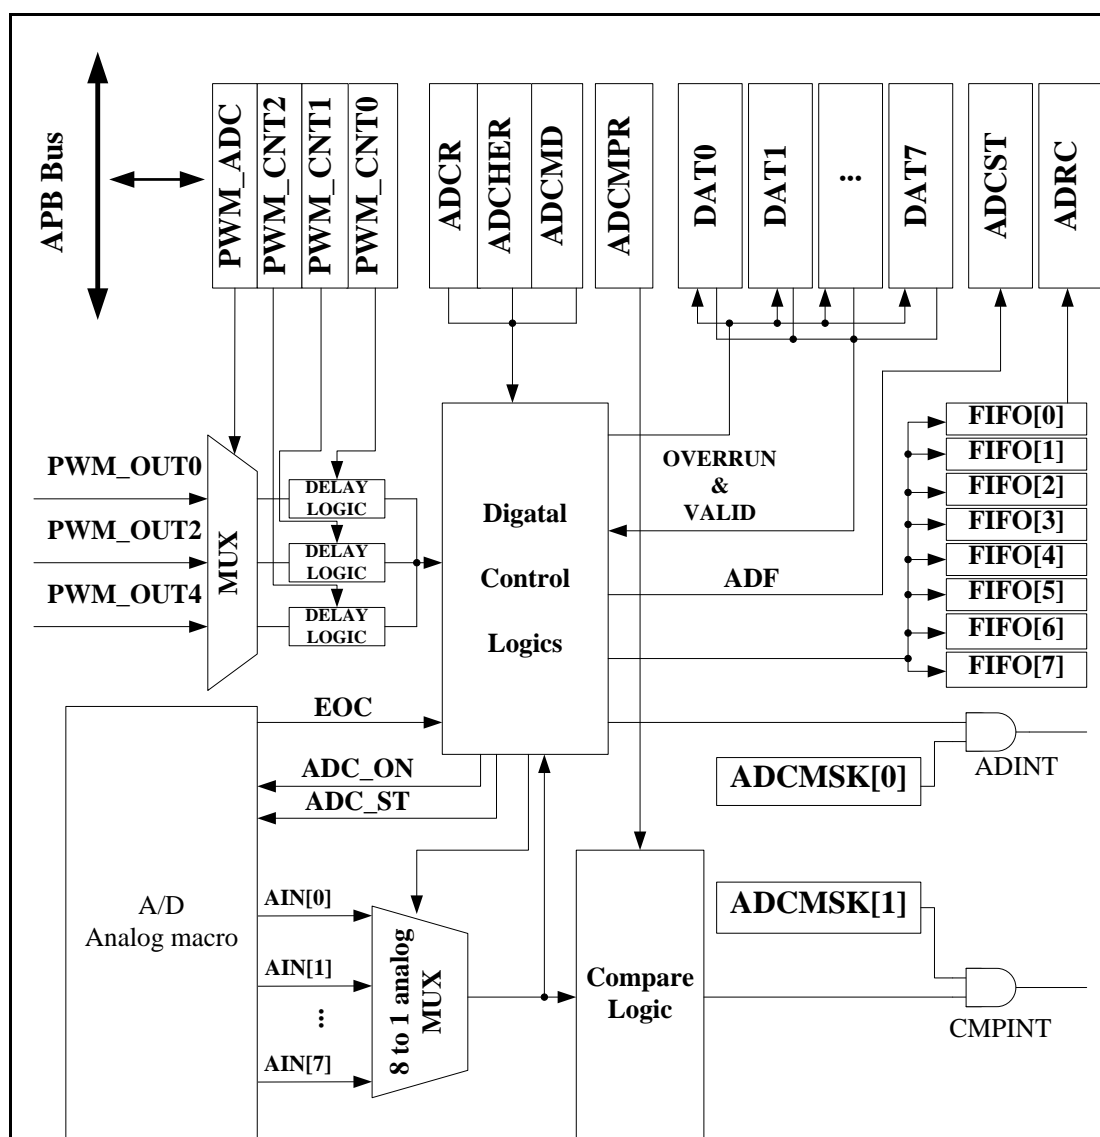 APB Bus
PWM_ADC
PWM_CNT2
PWM_CNT1
PWM_CNT0
ADCR
ADCHER
ADCMD
ADCMPR
DAT0
DAT1
...
DAT7
ADCST
ADRC
PWM_OUT0
PWM_OUT2
PWM_OUT4
MUX
DELAY
LOGIC
DELAY
LOGIC
DELAY
LOGIC
Digatal
Control
Logics
OVERRUN
&
VALID
ADF
FIFO[0]
FIFO[1]
FIFO[2]
FIFO[3]
FIFO[4]
FIFO[5]
FIFO[6]
FIFO[7]
EOC
ADC_ON
ADC_ST
ADCMSK[0]
ADINT
A/D
Analog macro
AIN[0]
AIN[1]
...
AIN[7]
8 to 1 analog
MUX
Compare
Logic
ADCMSK[1]
CMPINT